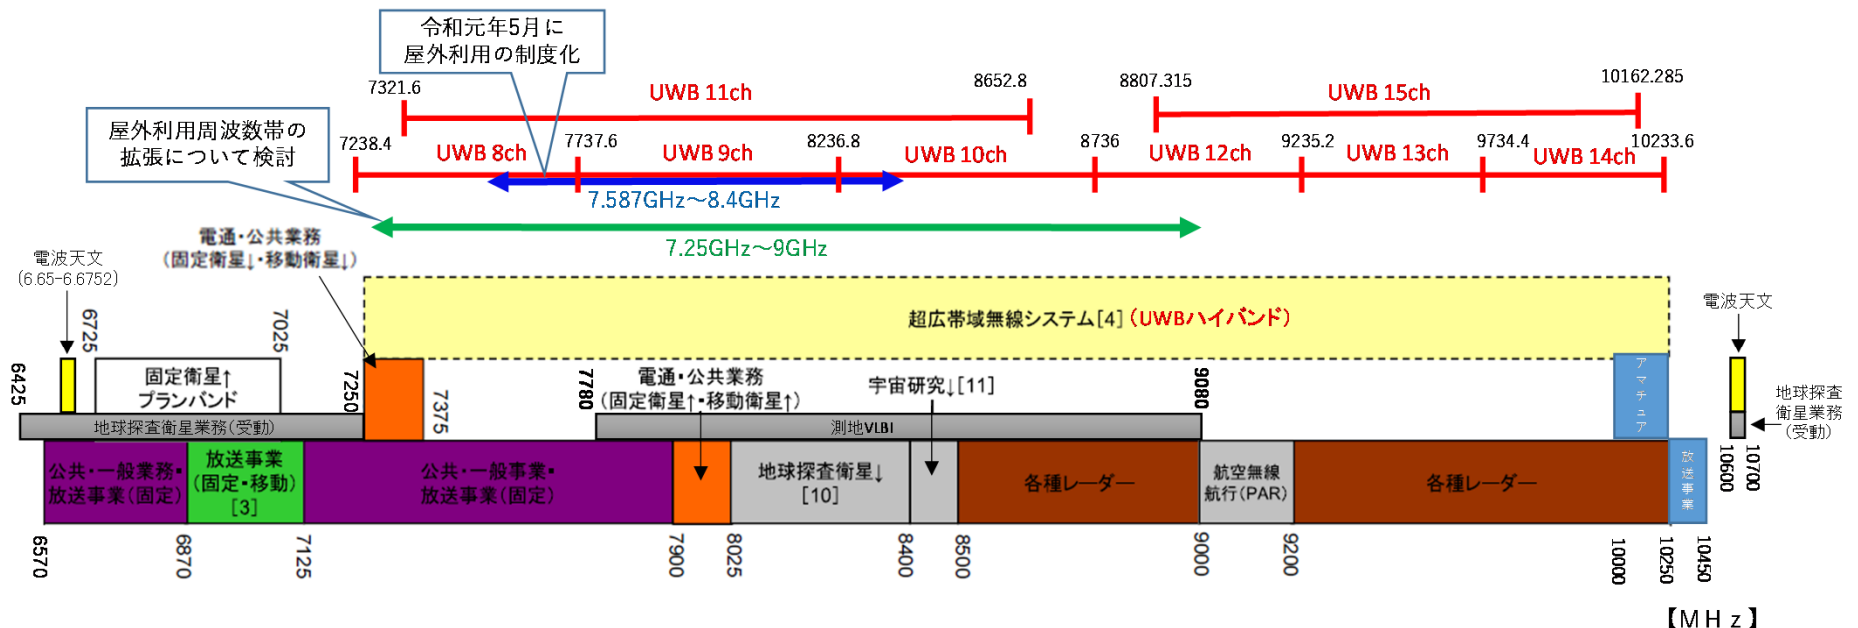 令和元年5月に
屋外利用の制度化
7321.6
UWB 11ch
8652.8
8807.315
UWB 15ch
10162.285
屋外利用周波数帯の
拡張について検討
7238.4
UWB 8ch
7737.6
UWB 9ch
8236.8
UWB 10ch
8736
UWB 12ch
9235.2
UWB 13ch
9734.4
UWB 14ch
10233.6
7.587GHz～8.4GHz
7.25GHz～9GHz
電通・公共業務
(固定衛星↓・移動衛星↓)
電波天文
(6.65-6.6752)
超広帯域無線システム[4] (UWBハイバンド)
電波天文
6425
6725
7025
固定衛星↑
プランバンド
7250
7375
7780
電通・公共業務
(固定衛星↑・移動衛星↑)
宇宙研究↓[11]
9080
アマチュア
地球探査
衛星業務
(受動)
地球探査衛星業務(受動)
測地VLBI
公共・一般業務・
放送事業(固定)
放送事業
(固定・移動)
[3]
公共・一般事業・
放送事業(固定)
地球探査衛星↓
[10]
各種レーダー
航空無線
航行(PAR)
各種レーダー
放送事業
10600
10700
6570
6870
7125
7900
8025
8400
8500
9000
9200
10000
10250
10450
【MHz】